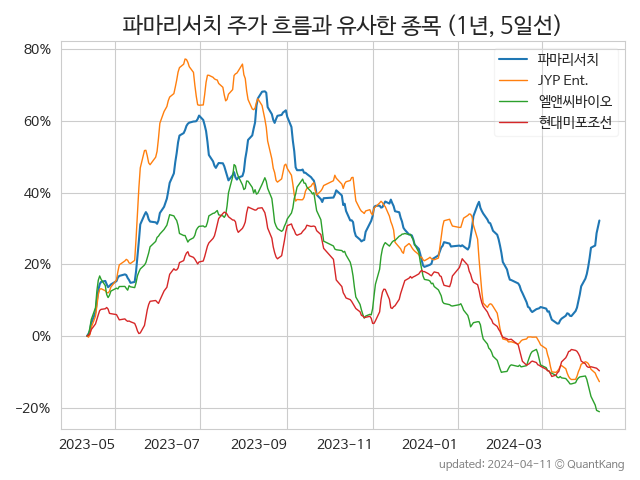 파마리서치 주가 흐름과 유사한 종목 (1년, 5일선)
80%
60%
40%
20%
0%
−20%
파마리서치
JYP Ent.
엘앤씨바이오
현대미포조선
2023−05
2023−07
2023−09
2023−11
2024−01
2024−03
updated: 2024−04−11 © QuantKang